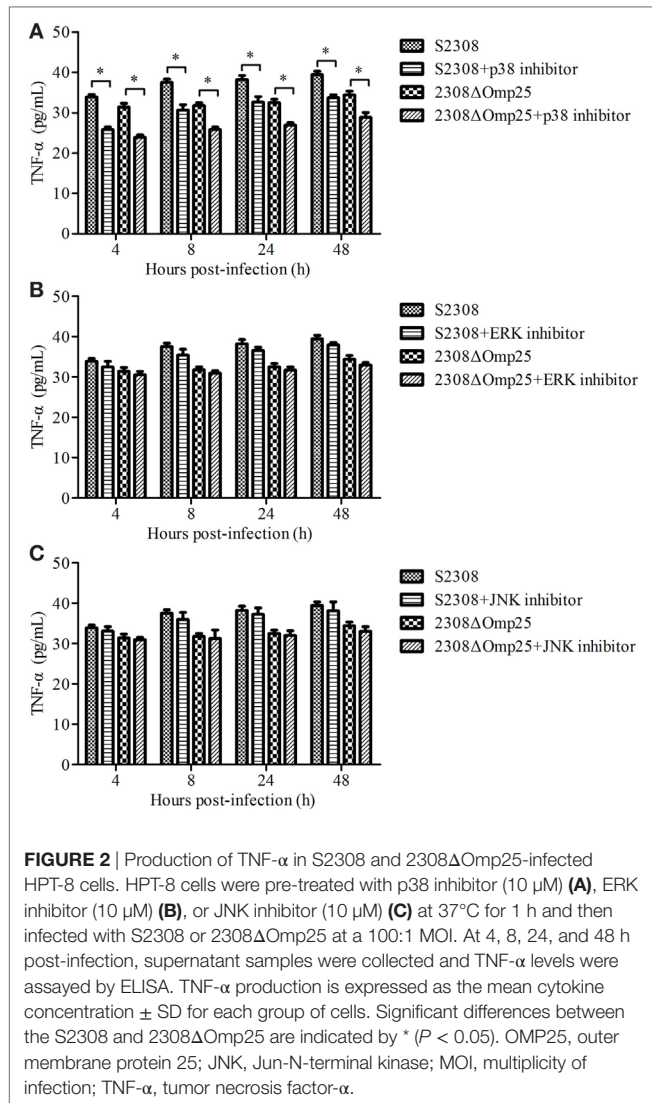 A
50
40
30
20
10
0
TNF-α (pg/mL)
* * * * * * * *
4 8 24 48
Hours post-infection (h)
S2308
S2308+p38 inhibitor
2308ΔOmp25
2308ΔOmp25+p38 inhibitor
B
50
40
30
20
10
0
TNF-α (pg/mL)
4 8 24 48
Hours post-infection (h)
S2308
S2308+ERK inhibitor
2308ΔOmp25
2308ΔOmp25+ERK inhibitor
C
50
40
30
20
10
0
TNF-α (pg/mL)
4 8 24 48
Hours post-infection (h)
S2308
S2308+JNK inhibitor
2308ΔOmp25
2308ΔOmp25+JNK inhibitor
FIGURE 2 | Production of TNF-α in S2308 and 2308ΔOmp25-infected
HPT-8 cells. HPT-8 cells were pre-treated with p38 inhibitor (10 µM) (A), ERK
inhibitor (10 µM) (B), or JNK inhibitor (10 µM) (C) at 37°C for 1 h and then
infected with S2308 or 2308ΔOmp25 at a 100:1 MOI. At 4, 8, 24, and 48 h
post-infection, supernatant samples were collected and TNF-α levels were
assayed by ELISA. TNF-α production is expressed as the mean cytokine
concentration ± SD for each group of cells. Significant differences between
the S2308 and 2308ΔOmp25 are indicated by * (P < 0.05). OMP25, outer
membrane protein 25; JNK, Jun-N-terminal kinase; MOI, multiplicity of
infection; TNF-α, tumor necrosis factor-α.